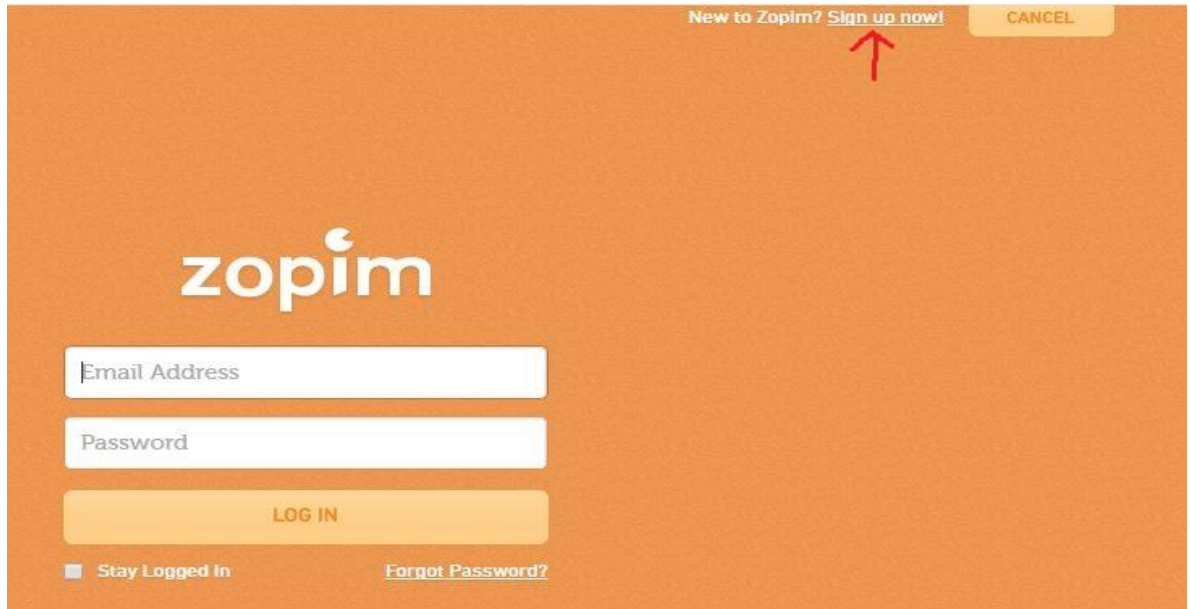 New to Zopim? Sign up now! CANCEL
zopim
Email Address
Password
LOG IN
Stay Logged in Forgot Password?